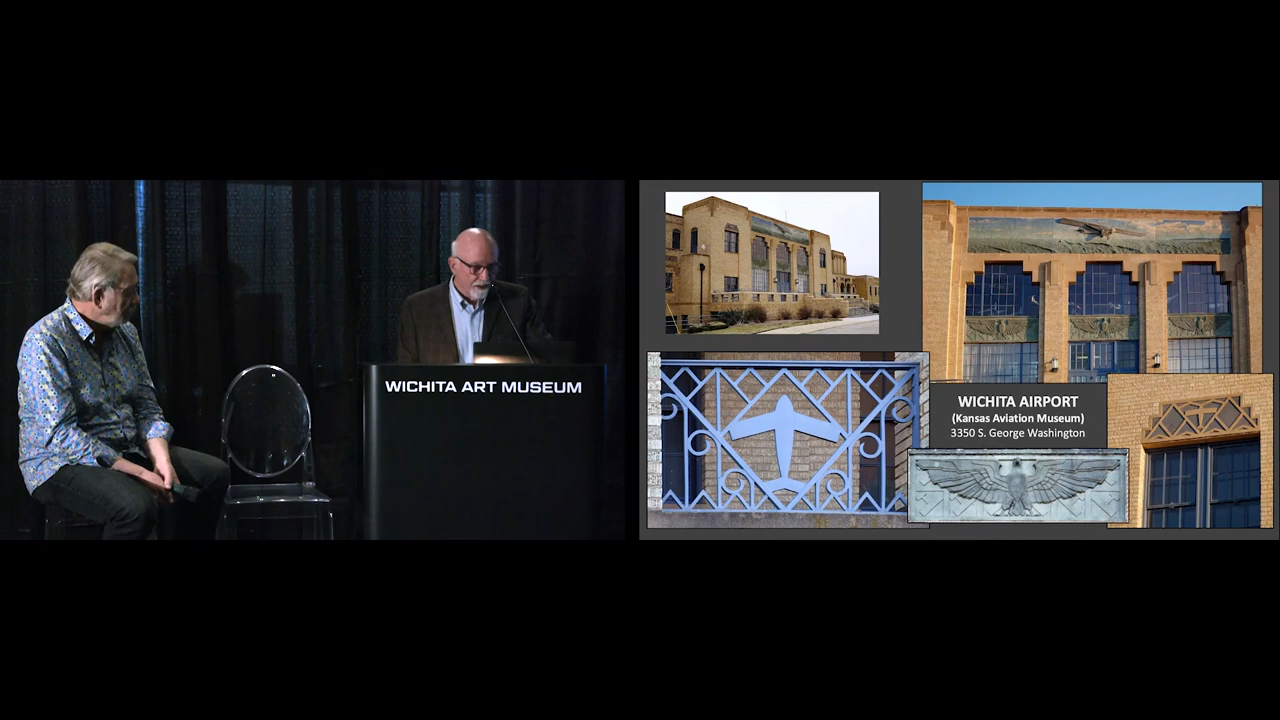 WICHITA ART MUSEUM
WICHITA AIRPORT
(Kansas Aviation Museum)
3350 S. George Washington